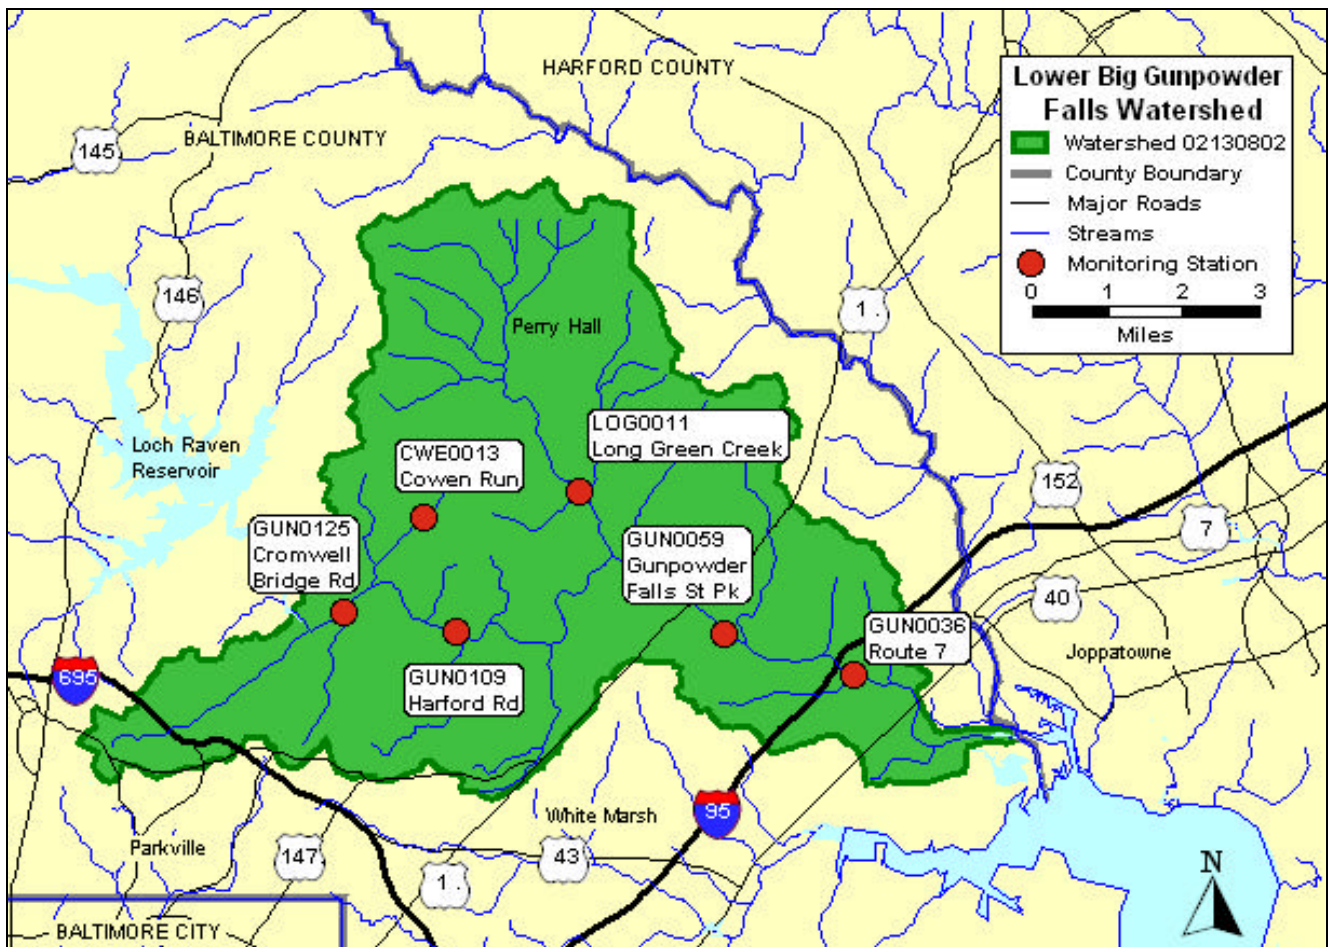 HARFORD COUNTY
BALTIMORE COUNTY
145
146
1 .
Lower Big Gunpowder
Falls Watershed
Watershed 02130802
County Boundary
Major Roads
Streams
Monitoring Station
0 1 2 3
Miles
Perry Hall
Loch Raven
Reservoir
LOG0011
Long Green Creek
CWE0013
Cowen Run
GUN0125
Cromwell
Bridge Rd
GUN0059
Gunpowder
Falls St Pk
152
7
40
GUN0036
Route 7
Joppatowne
695
GUN0109
Harford Rd
White Marsh
95
Parkville
147
43
1 .
N
BALTIMORE CITY